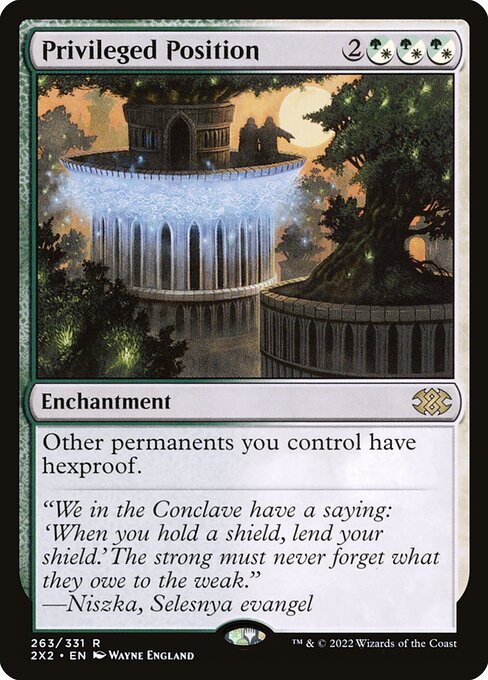 Privileged Position 2
Enchantment
Other permanents you control have
hexproof.
“We in the Conclave have a saying:
‘When you hold a shield, lend your
shield.’ The strong must never forget what
they owe to the weak.”
—Niszka, Selesnya evangel
263/331 R
2X2 • EN Wayne England
™ & © 2022 Wizards of the Coast